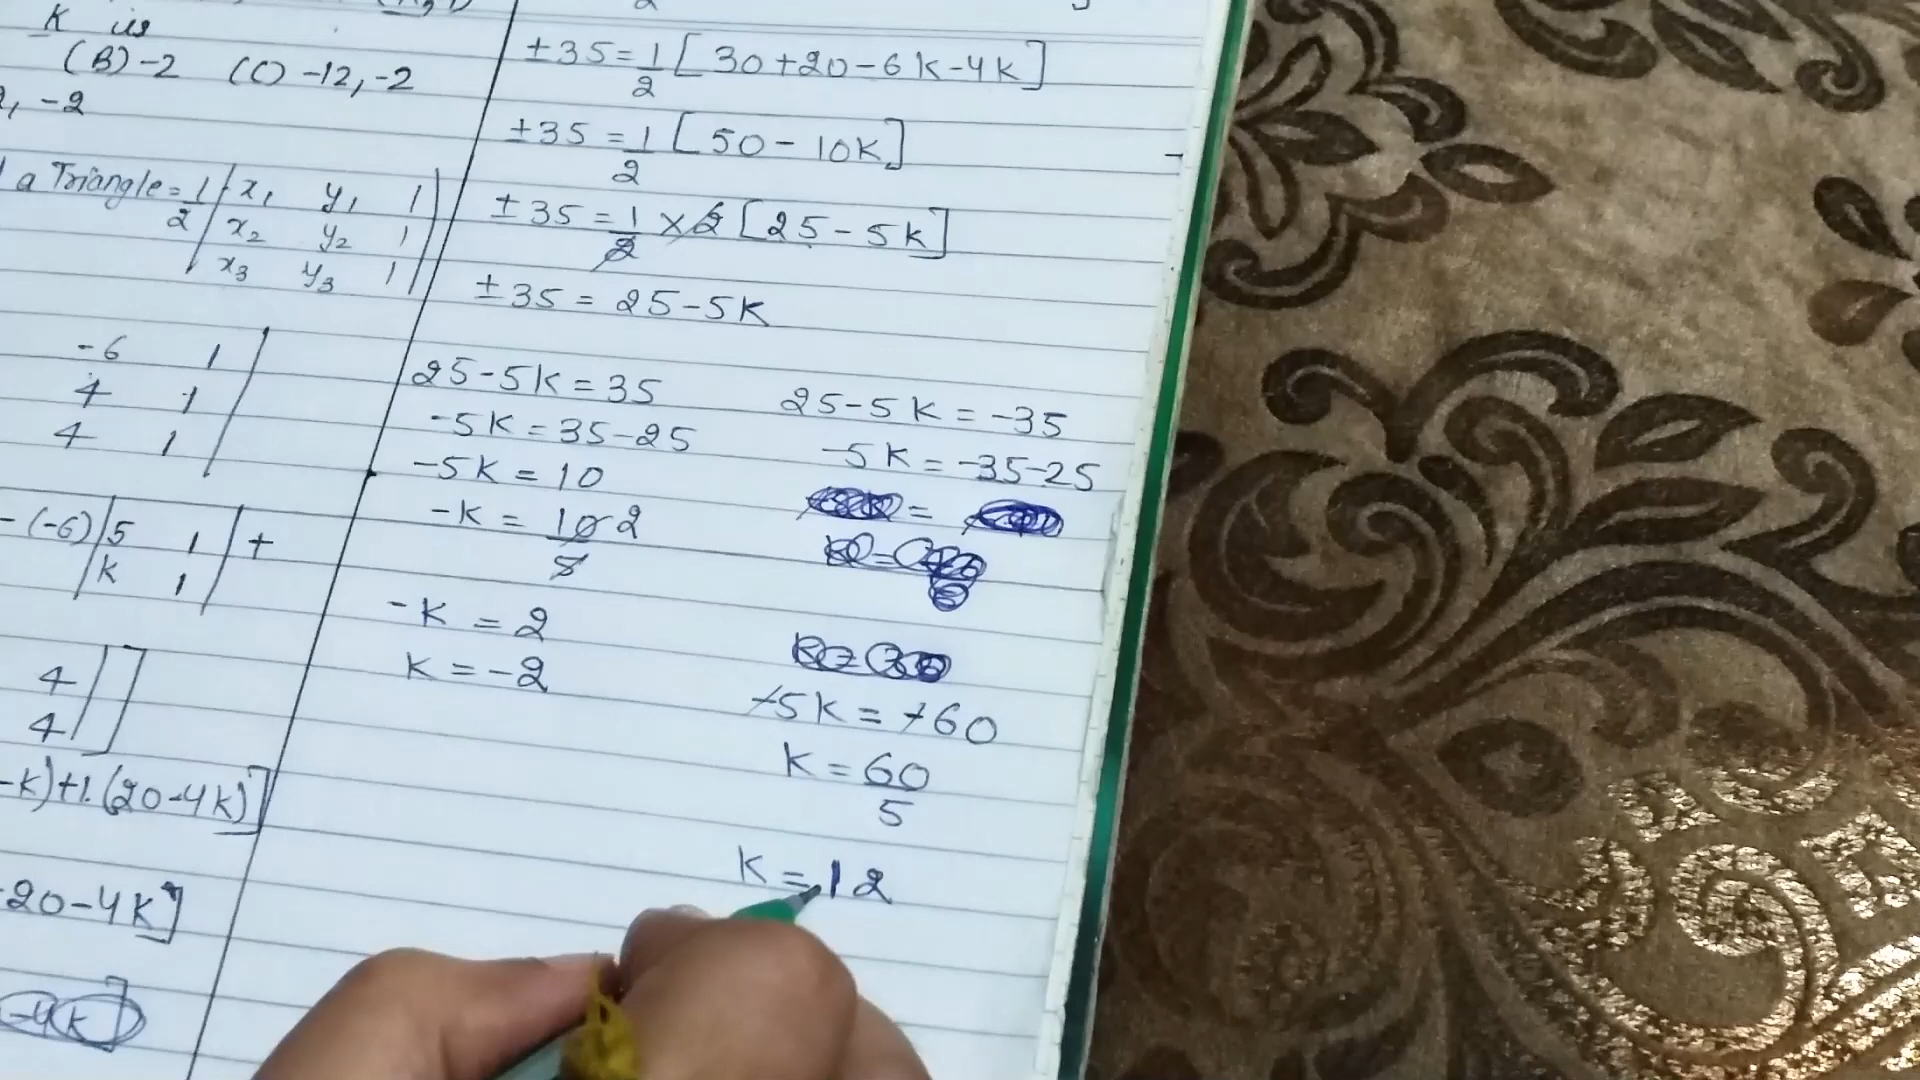 K is
(B) -2 (C) -12, -2
, -2
a Triangle = 1/2 | x₁ y₁ 1 |
| x₂ y₂ 1 |
| x₃ y₃ 1 |
-6 1 |
4 1 |
4 1 |
-(-6) | 5 1 | +
| K 1 |
4 | ]
4 | ]
-K) + 1. (20-4K)]
20-4K]
-4K]
±35 = 1/2 [30+20-6K-4K]
±35 = 1/2 [50-10K]
±35 = 1/2 × 2 [25-5K]
±35 = 25-5K
25-5K = 35
-5K = 35-25
-5K = 10
-K = 10/5 2
-K = 2
K = -2
25-5K = -35
-5K = -35-25
=
-5K = -60
K = 60/5
K = 12